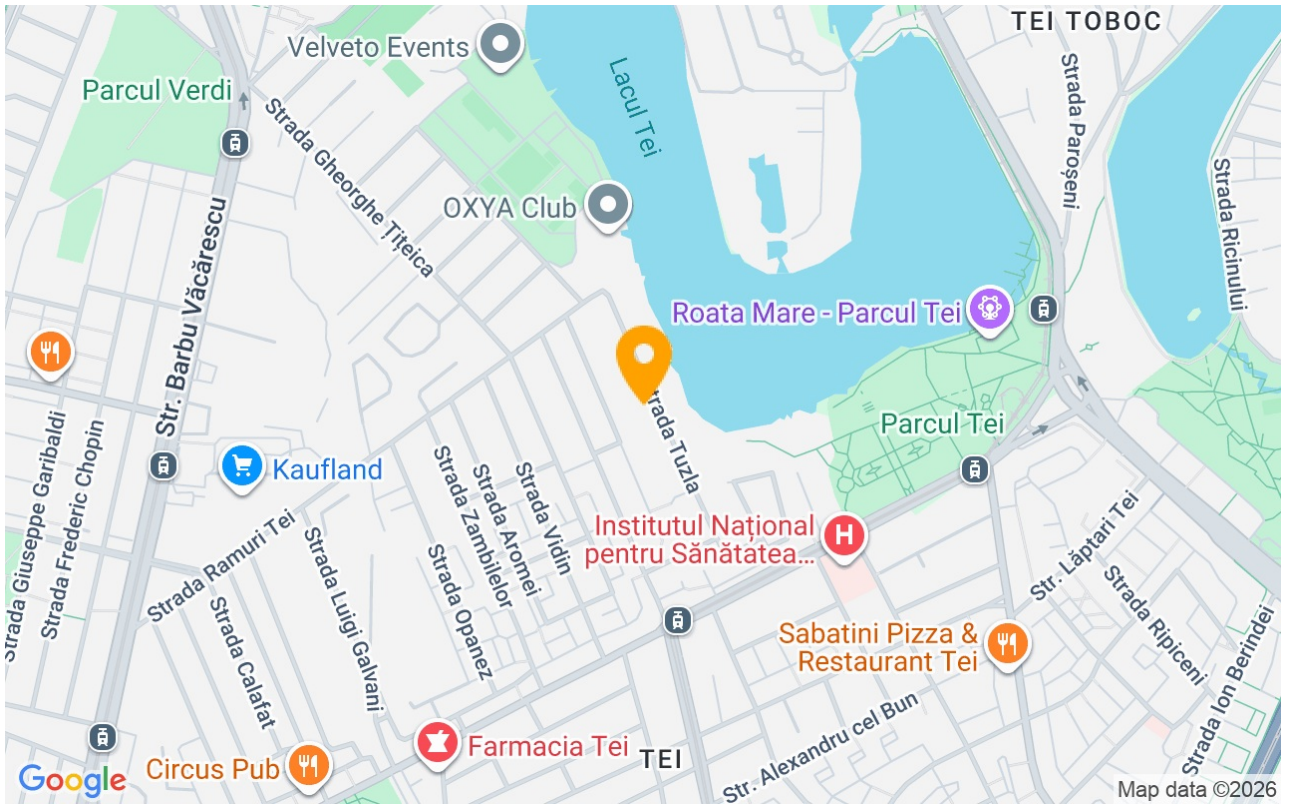 TEI TOBOC
Velveto Events
Parcul Verdi
Lacul Tei
Strada Paroșeni
Strada Gheorghe Țițeica
OXYA Club
Strada Ricinului
Str. Barbu Văcărescu
Roata Mare - Parcul Tei
Parcul Tei
trada Tuzla
Kaufland
Strada Giuseppe Garibaldi
Strada Frederic Chopin
Strada Zambilelor
Strada Aromei
Strada Vidin
Institutul Național
pentru Sănătatea...
Strada Ramuri Tei
Strada Luigi Galvani
Strada Opanez
Str. Lăptari Tei
Strada Ripiceni
Strada Calafat
Sabatini Pizza &
Restaurant Tei
Strada Ion Berindei
Str. Alexandru cel Bun
Farmacia Tei
TEI
Circus Pub
Google
Map data ©2026